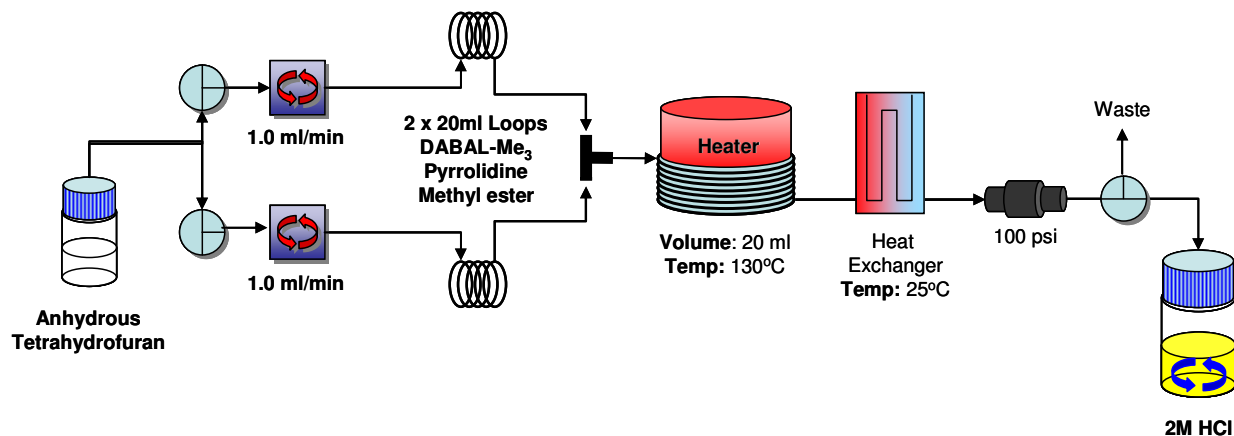 1.0 ml/min
2 x 20ml Loops
DABAL-Me₃
Pyrrolidine
Methyl ester
1.0 ml/min
Anhydrous
Tetrahydrofuran
Heater
Volume: 20 ml
Temp: 130ºC
Heat
Exchanger
Temp: 25ºC
100 psi
Waste
2M HCl